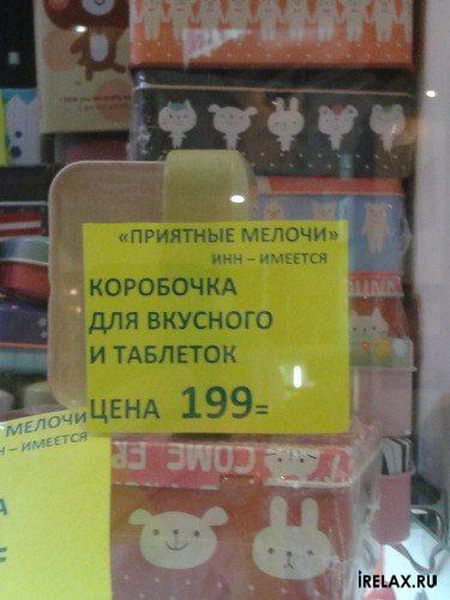 «ПРИЯТНЫЕ МЕЛОЧИ»
ИНН – ИМЕЕТСЯ
КОРОБОЧКА
ДЛЯ ВКУСНОГО
И ТАБЛЕТОК
ЦЕНА 199=
МЕЛОЧИ
Н – ИМЕЕТСЯ
А
=
COME
iRELAX.RU